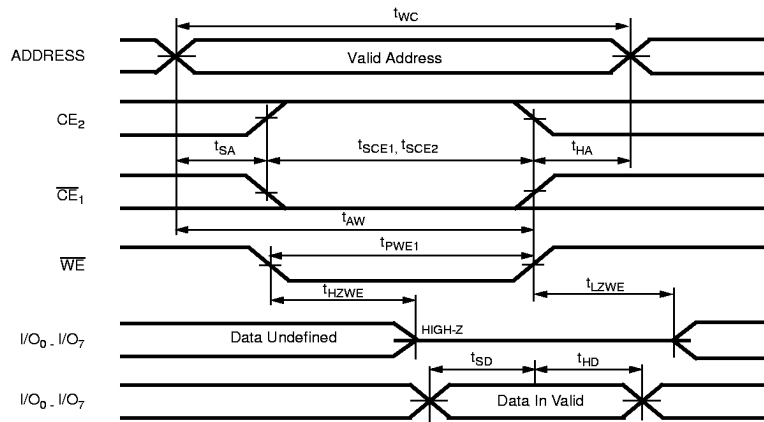 tWC
ADDRESS
Valid Address
CE2
tSA
tSCE1, tSCE2
tHA
CE1
tAW
tPWE1
WE
tHZWE
tLZWE
I/O0 - I/O7
Data Undefined
HIGH-Z
tSD
tHD
I/O0 - I/O7
Data In Valid